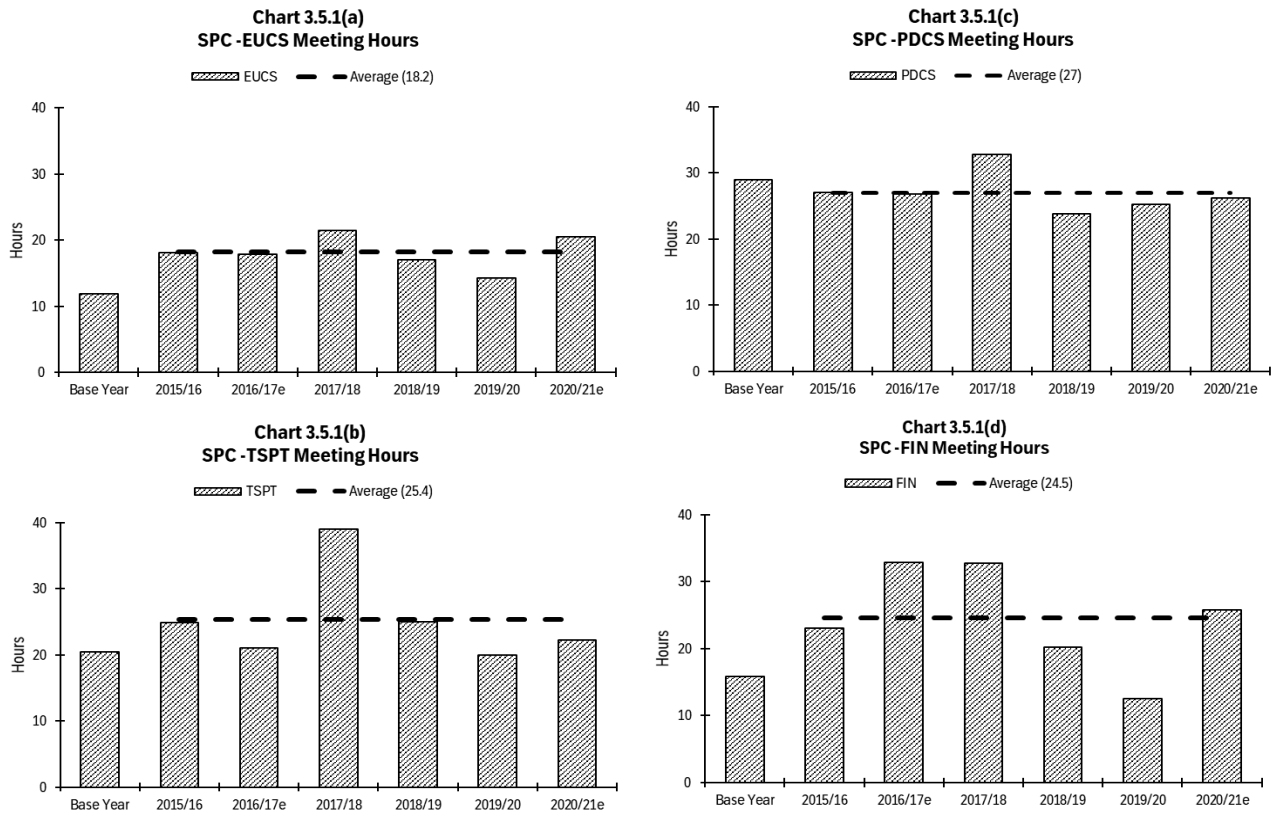 Chart 3.5.1(a)
SPC -EUCS Meeting Hours
EUCS
Average (18.2)
40
30
20
10
0
Hours
Base Year 2015/16 2016/17e 2017/18 2018/19 2019/20 2020/21e
Chart 3.5.1(c)
SPC -PDCS Meeting Hours
PDCS
Average (27)
40
30
20
10
0
Hours
Base Year 2015/16 2016/17e 2017/18 2018/19 2019/20 2020/21e
Chart 3.5.1(b)
SPC -TSPT Meeting Hours
TSPT
Average (25.4)
40
30
20
10
0
Hours
Base Year 2015/16 2016/17e 2017/18 2018/19 2019/20 2020/21e
Chart 3.5.1(d)
SPC -FIN Meeting Hours
FIN
Average (24.5)
40
30
20
10
0
Hours
Base Year 2015/16 2016/17e 2017/18 2018/19 2019/20 2020/21e